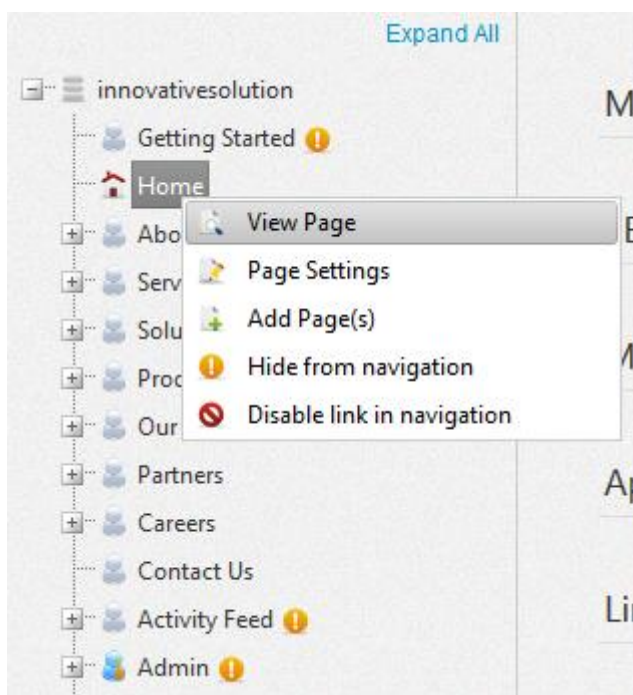 Expand All
innovativesolution
Getting Started
Home
View Page
Page Settings
Add Page(s)
Hide from navigation
Disable link in navigation
Our
Partners
Careers
Contact Us
Activity Feed
Admin